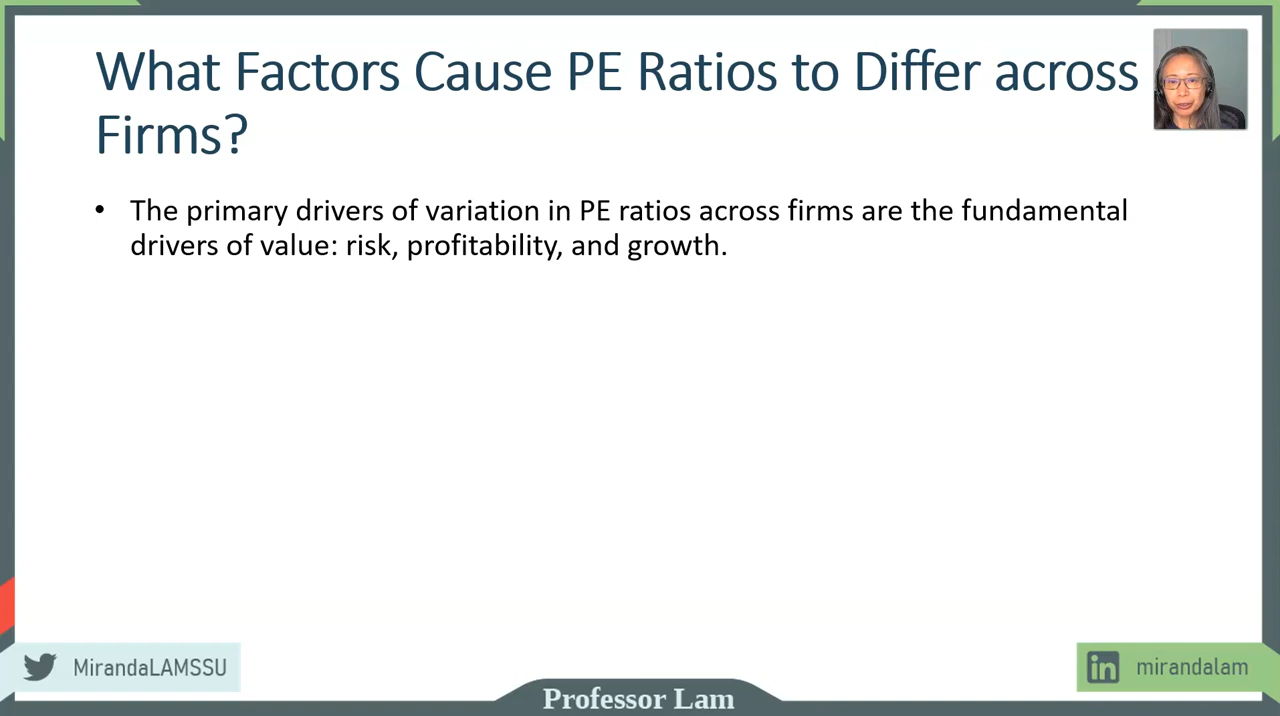 What Factors Cause PE Ratios to Differ across
Firms?
• The primary drivers of variation in PE ratios across firms are the fundamental
drivers of value: risk, profitability, and growth.
MirandaLAMSSU
in mirandalam
Professor Lam